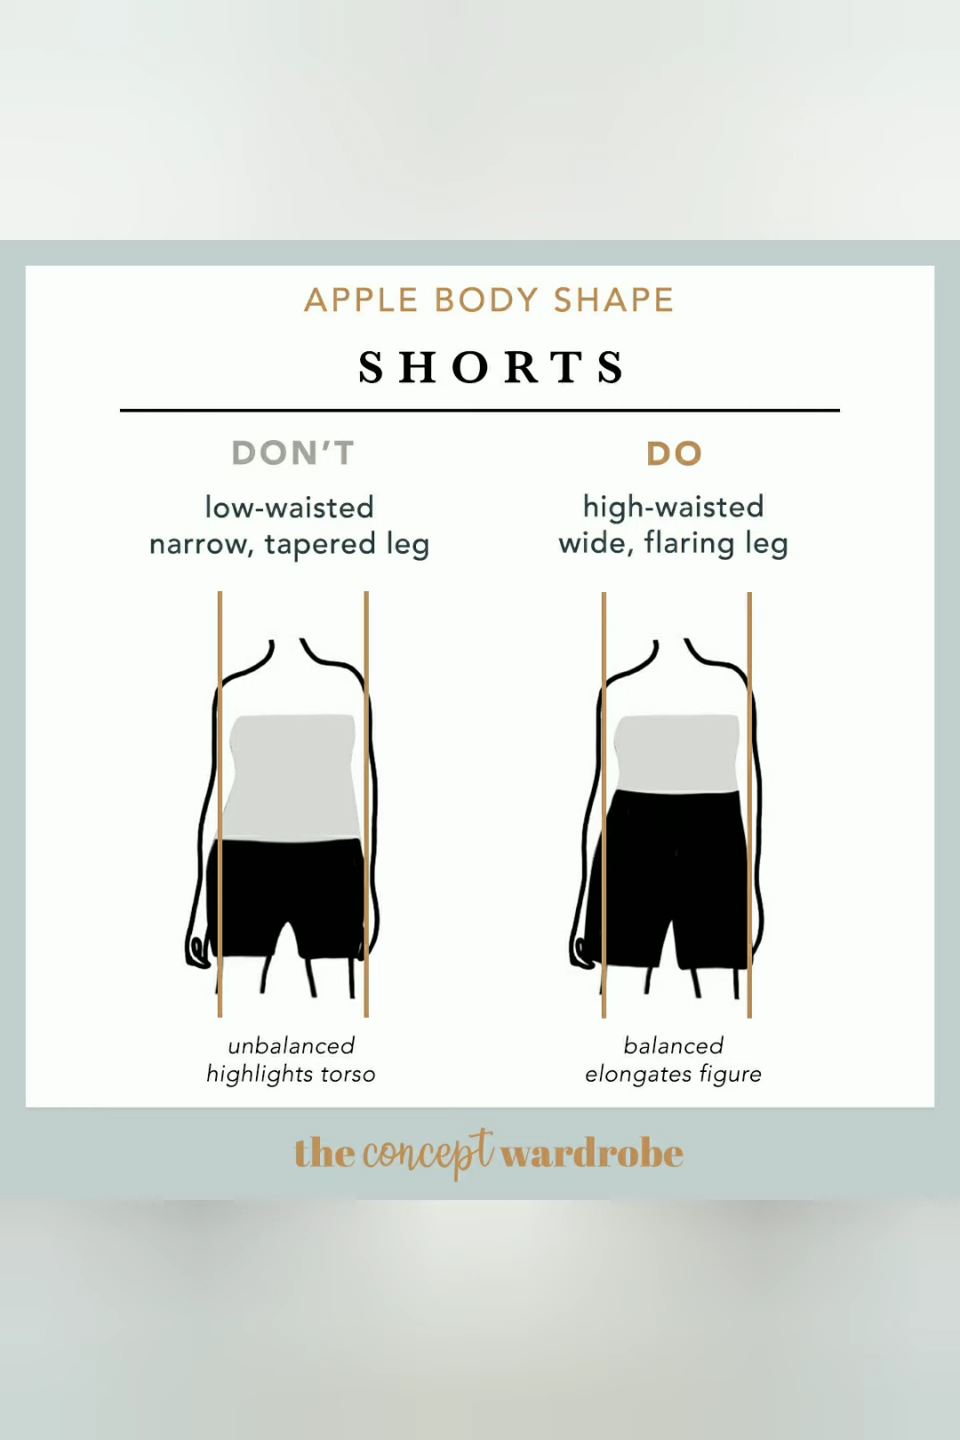 APPLE BODY SHAPE
SHORTS
DON'T
low-waisted
narrow, tapered leg
unbalanced
highlights torso
DO
high-waisted
wide, flaring leg
balanced
elongates figure
the concept wardrobe